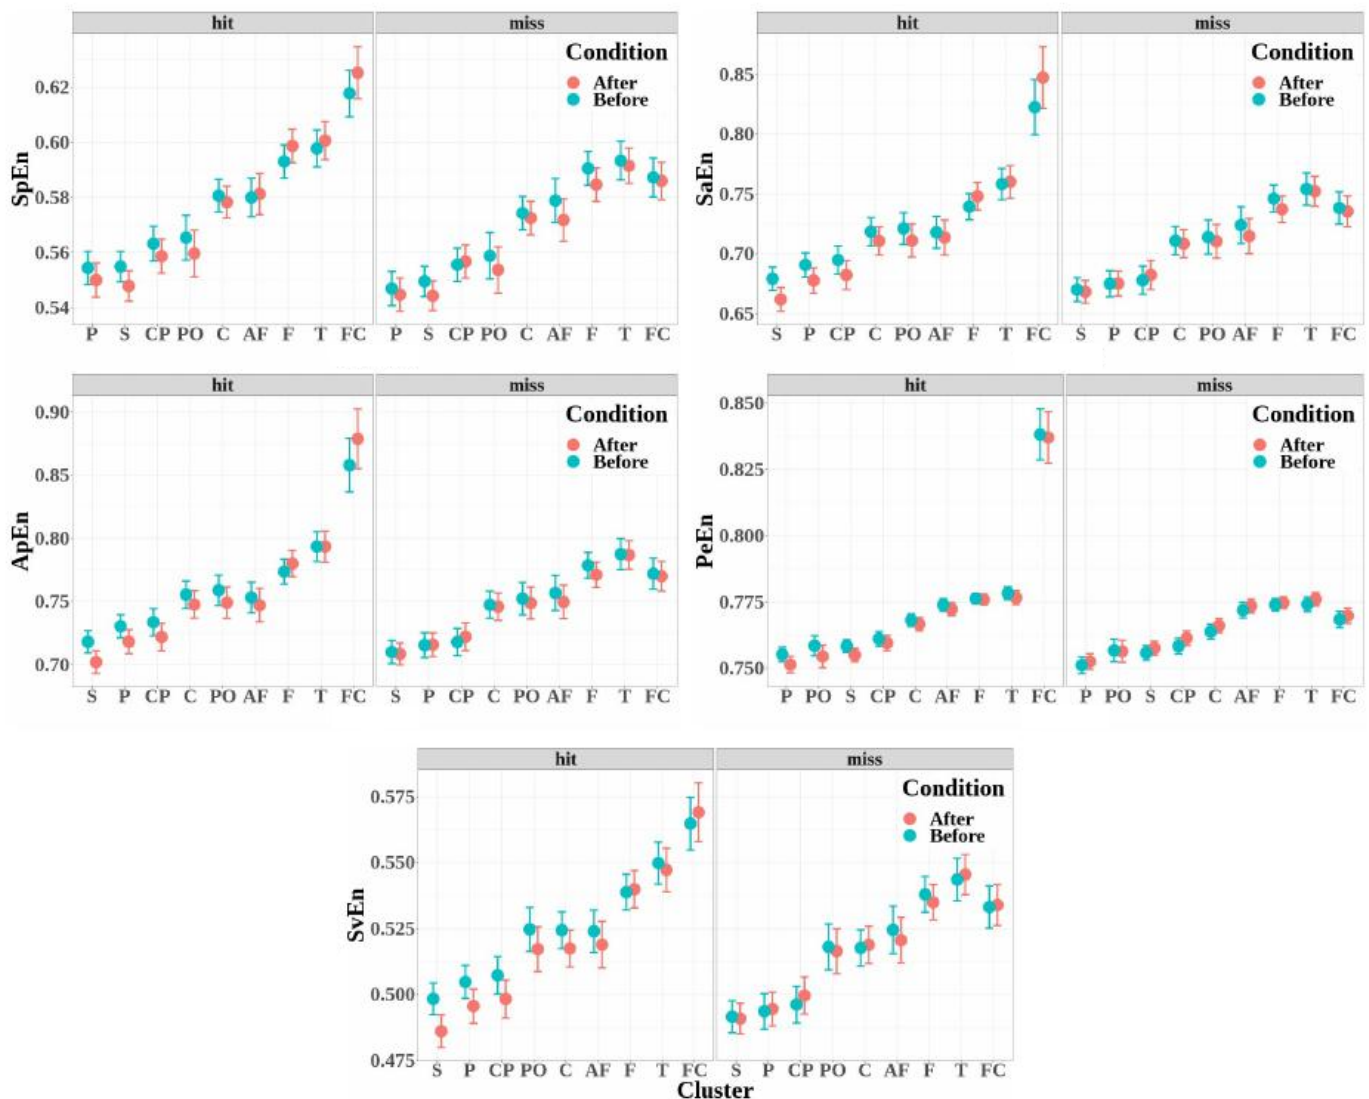 hit miss
SpEn
0.62
0.60
0.58
0.56
0.54
Condition
After
Before
P S CP PO C AF F T FC
P S CP PO C AF F T FC
hit miss
SaEn
0.85
0.80
0.75
0.70
0.65
Condition
After
Before
S P CP C PO AF F T FC
S P CP C PO AF F T FC
hit miss
ApEn
0.90
0.85
0.80
0.75
0.70
Condition
After
Before
S P CP C PO AF F T FC
S P CP C PO AF F T FC
hit miss
PeEn
0.850
0.825
0.800
0.775
0.750
Condition
After
Before
P PO S CP C AF F T FC
P PO S CP C AF F T FC
hit miss
SvEn
0.575
0.550
0.525
0.500
0.475
Condition
After
Before
S P CP PO C AF F T FC
S P CP PO C AF F T FC
Cluster